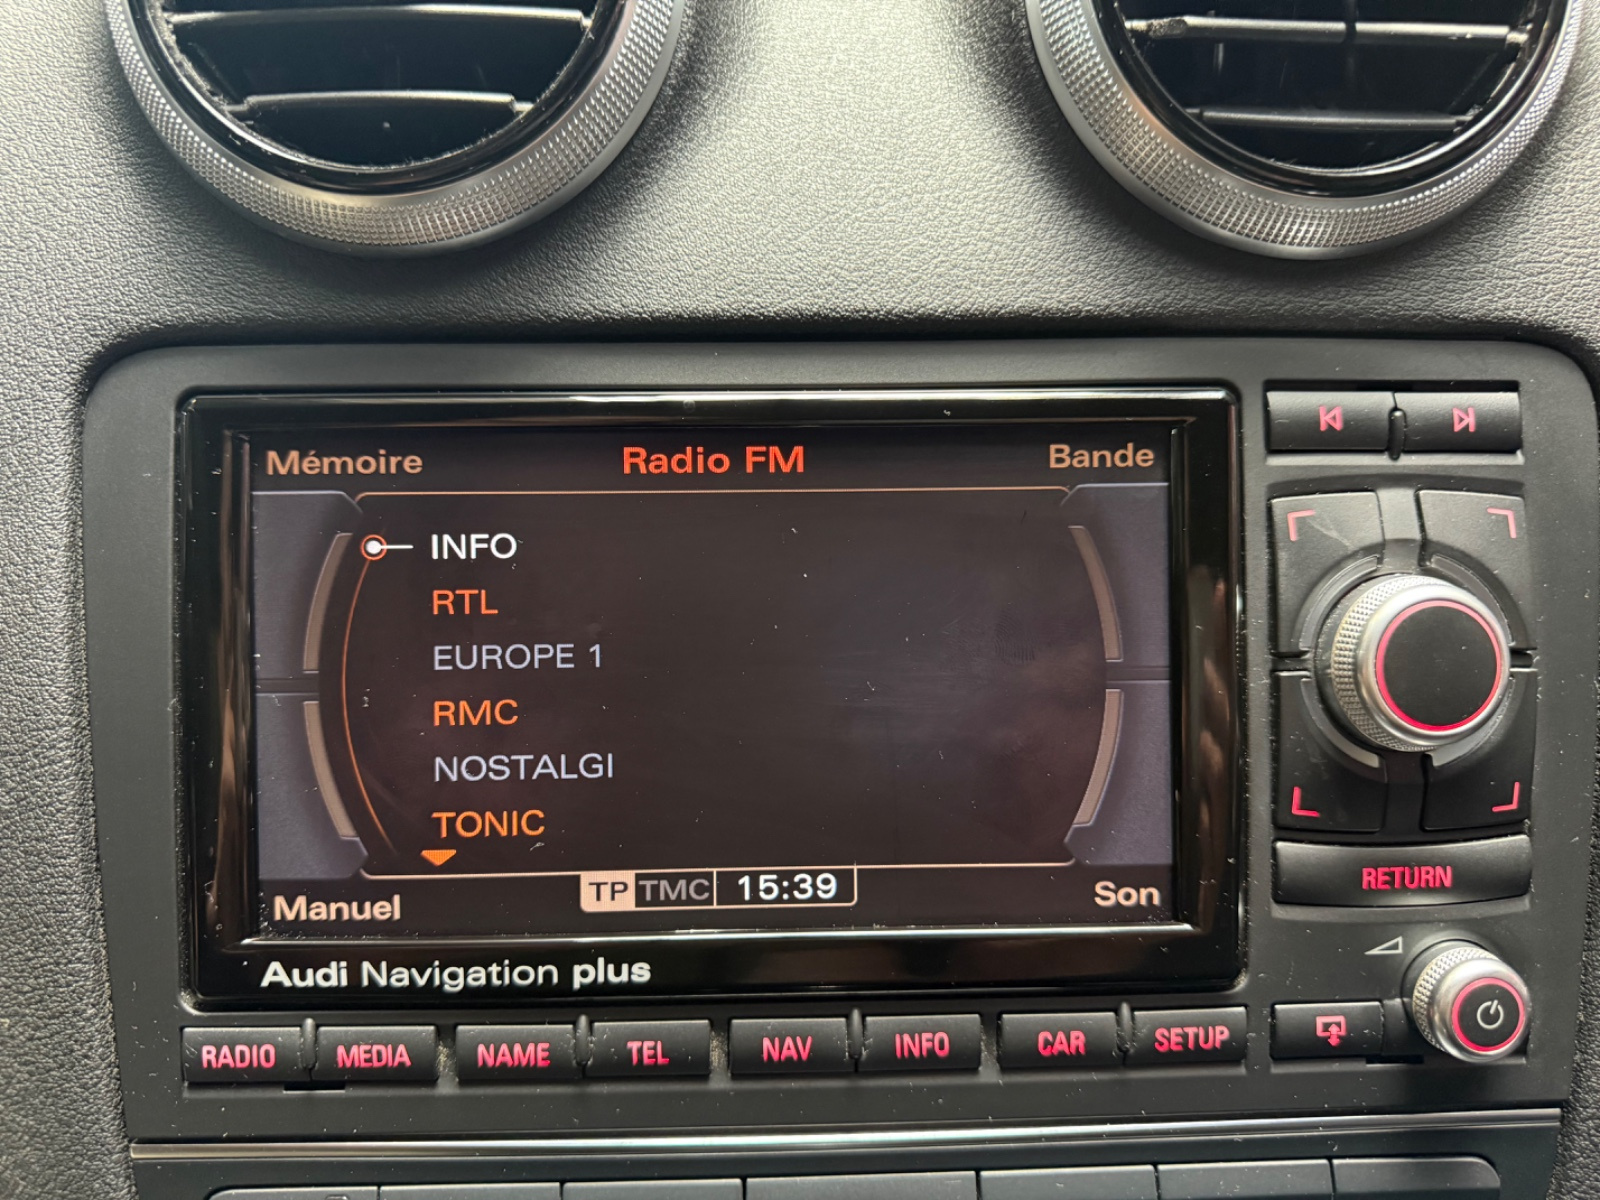 Mémoire Radio FM Bande
INFO
RTL
EUROPE 1
RMC
NOSTALGI
TONIC
Manuel TP TMC 15:39 Son
Audi Navigation plus
RETURN
RADIO MEDIA NAME TEL NAV INFO CAR SETUP